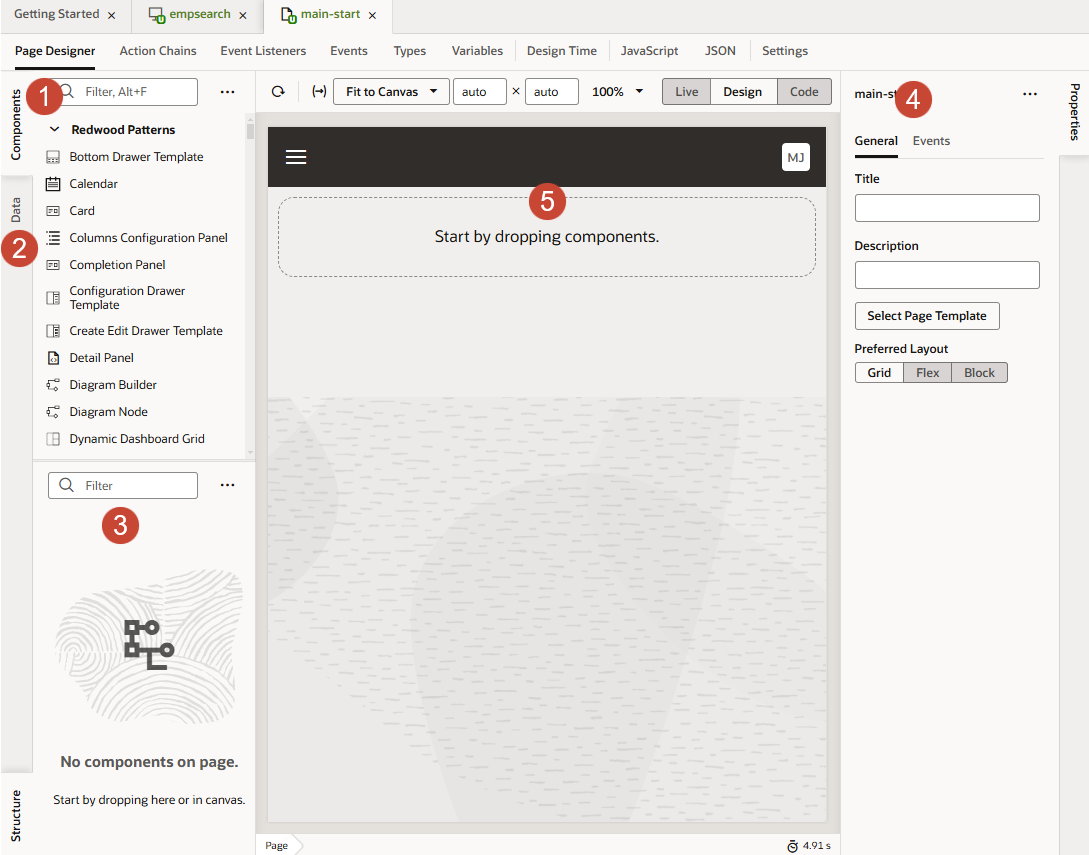 Getting Started
empsearch
main-start
Page Designer
Action Chains
Event Listeners
Events
Types
Variables
Design Time
JavaScript
JSON
Settings
Components
Data
Structure
1
2
Filter, Alt+F
Redwood Patterns
Bottom Drawer Template
Calendar
Card
Columns Configuration Panel
Completion Panel
Configuration Drawer
Template
Create Edit Drawer Template
Detail Panel
Diagram Builder
Diagram Node
Dynamic Dashboard Grid
Filter
3
No components on page.
Start by dropping here or in canvas.
Fit to Canvas
auto
×
auto
100%
Live
Design
Code
MJ
5
Start by dropping components.
Page
4.91 s
main-st
4
Properties
General
Events
Title
Description
Select Page Template
Preferred Layout
Grid
Flex
Block